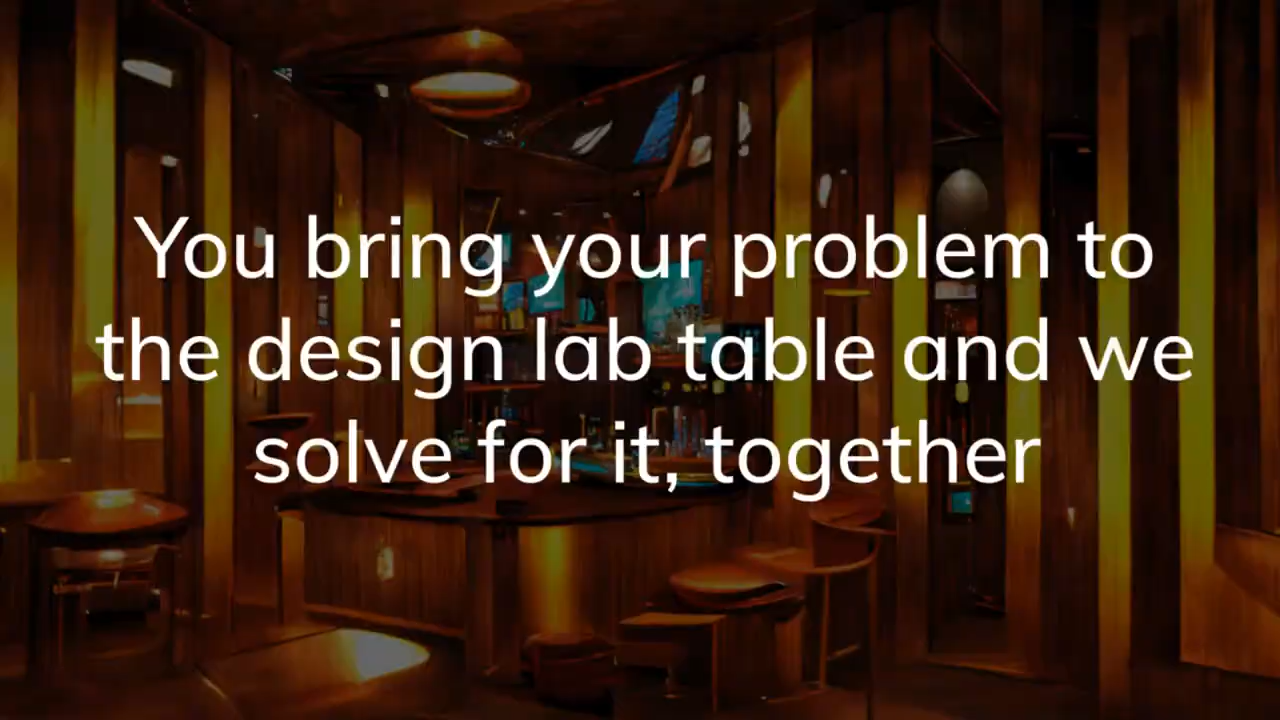 You bring your problem to
the design lab table and we
solve for it, together